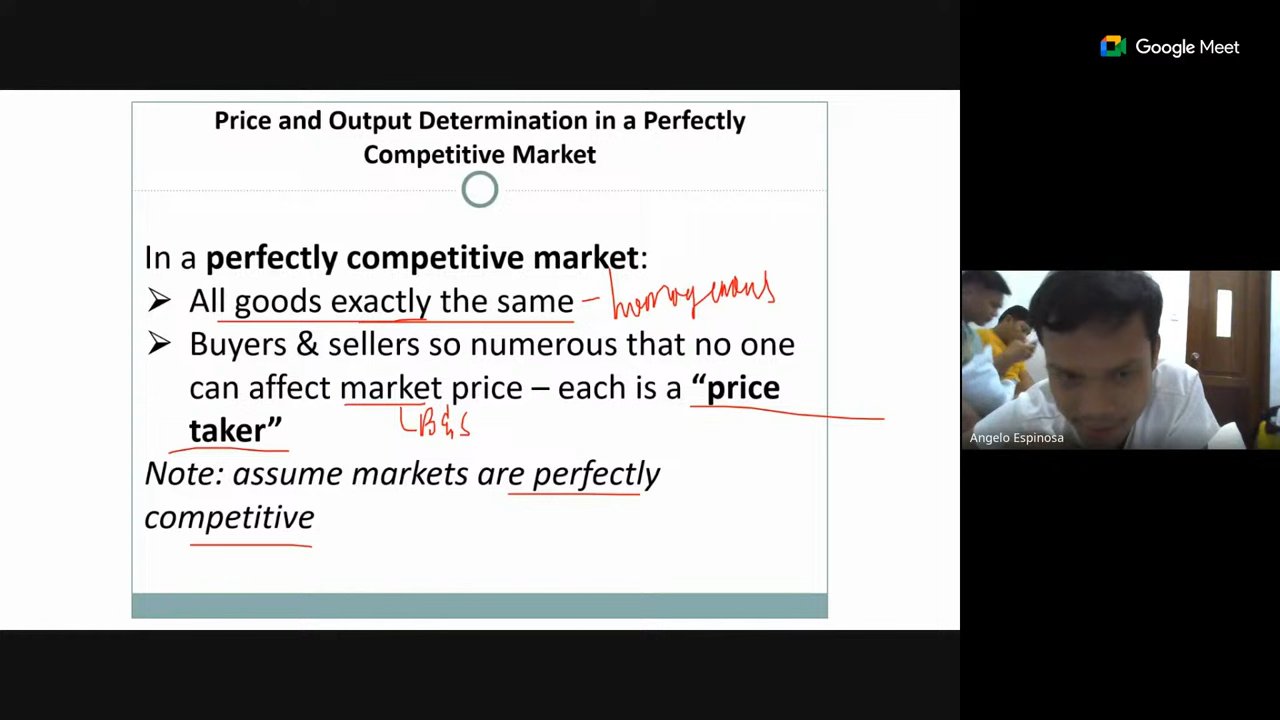 Google Meet
Price and Output Determination in a Perfectly
Competitive Market
In a perfectly competitive market:
➢ All goods exactly the same – homogenous
➢ Buyers & sellers so numerous that no one
can affect market price – each is a “price
taker”
B & S
Note: assume markets are perfectly
competitive
Angelo Espinosa